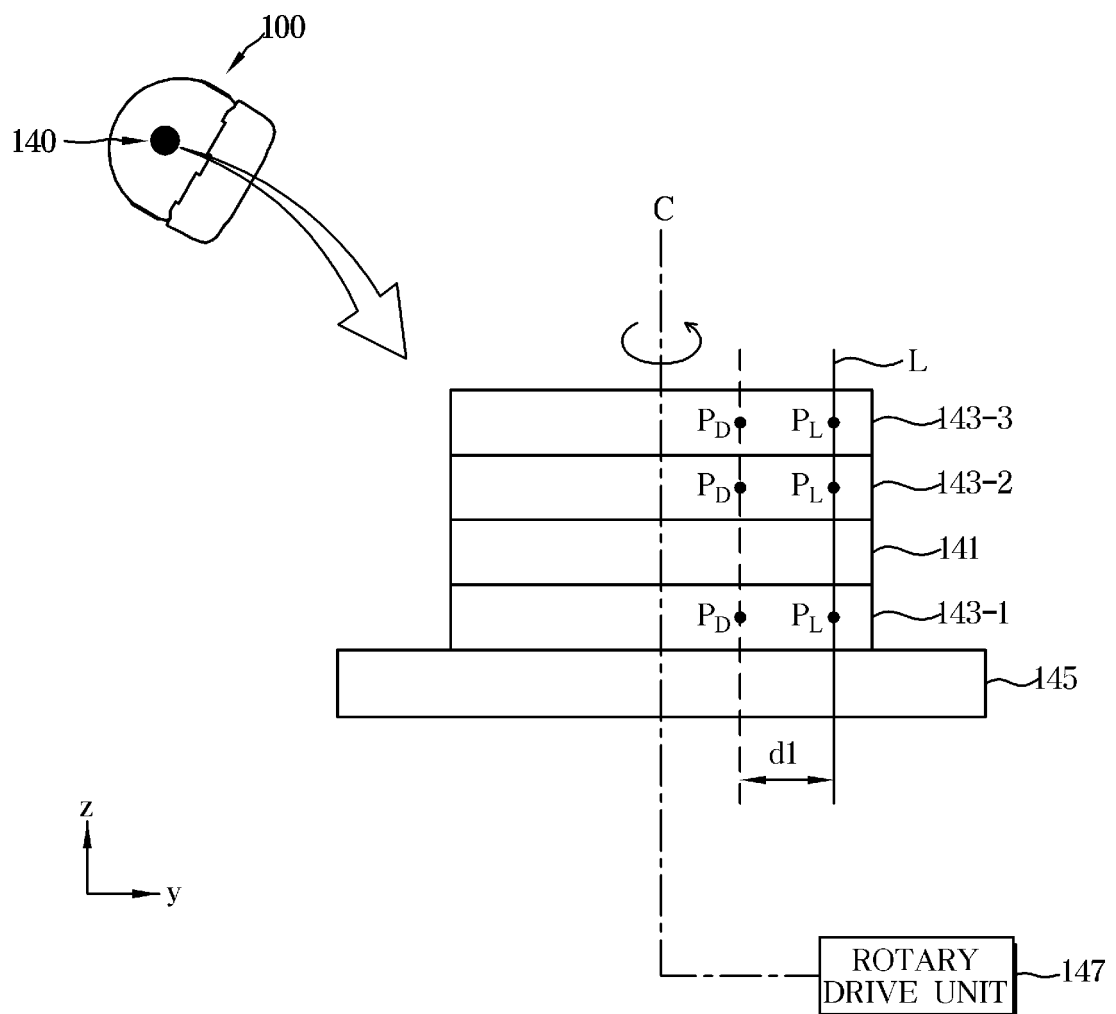 100
140
C
L
P_D P_L 143-3
P_D P_L 143-2
141
P_D P_L 143-1
145
d1
z
y
ROTARY
DRIVE UNIT
147